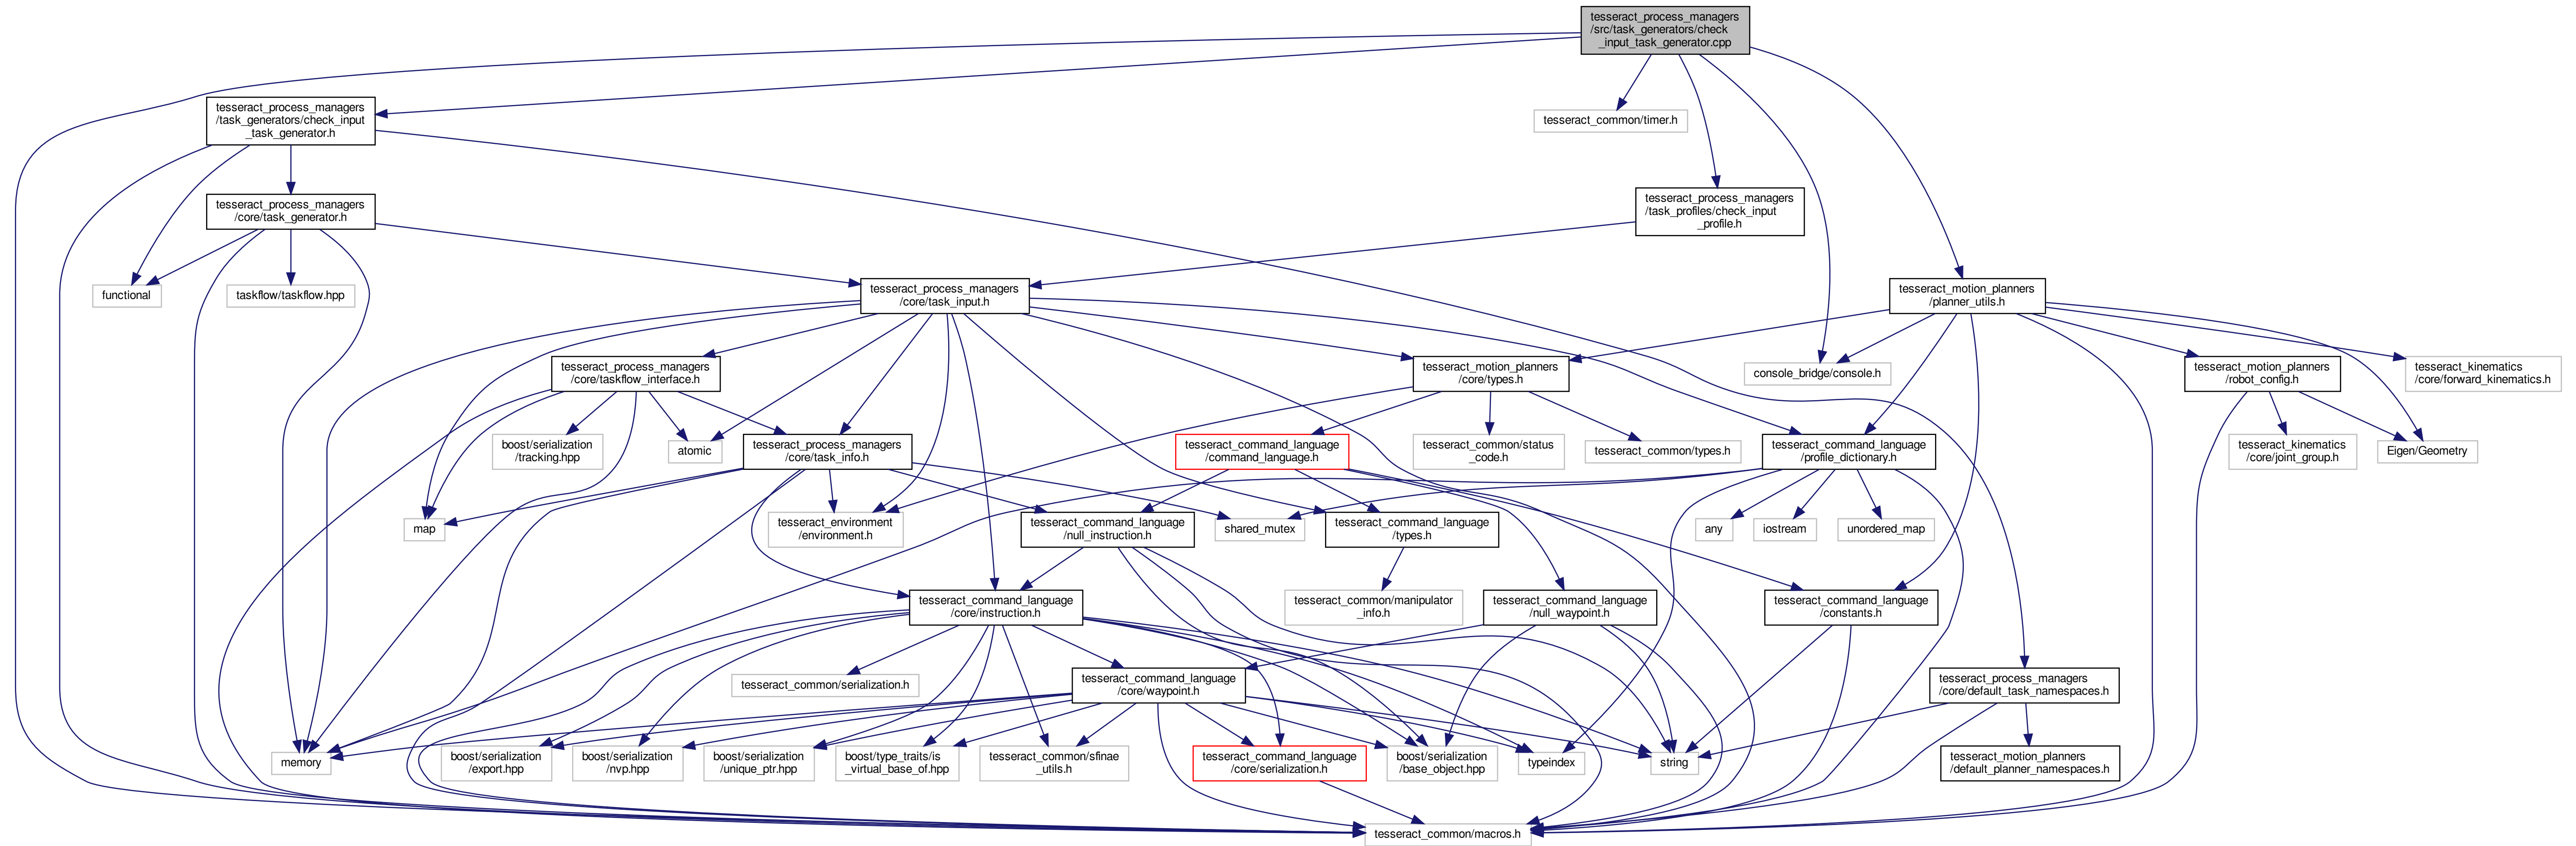 tesseract_process_managers
/src/task_generators/check
_input_task_generator.cpp
tesseract_process_managers
/task_generators/check_input
_task_generator.h
tesseract_common/timer.h
tesseract_process_managers
/core/task_generator.h
tesseract_process_managers
/task_profiles/check_input
_profile.h
functional
taskflow/taskflow.hpp
tesseract_process_managers
/core/task_input.h
tesseract_motion_planners
/planner_utils.h
tesseract_process_managers
/core/taskflow_interface.h
tesseract_motion_planners
/core/types.h
console_bridge/console.h
tesseract_motion_planners
/robot_config.h
tesseract_kinematics
/core/forward_kinematics.h
boost/serialization
/tracking.hpp
atomic
tesseract_process_managers
/core/task_info.h
tesseract_command_language
/command_language.h
tesseract_common/status
_code.h
tesseract_common/types.h
tesseract_command_language
/profile_dictionary.h
tesseract_kinematics
/core/joint_group.h
Eigen/Geometry
map
tesseract_environment
/environment.h
tesseract_command_language
/null_instruction.h
shared_mutex
tesseract_command_language
/types.h
any
iostream
unordered_map
tesseract_command_language
/core/instruction.h
tesseract_common/manipulator
_info.h
tesseract_command_language
/null_waypoint.h
tesseract_command_language
/constants.h
tesseract_common/serialization.h
tesseract_command_language
/core/waypoint.h
tesseract_process_managers
/core/default_task_namespaces.h
memory
boost/serialization
/export.hpp
boost/serialization
/nvp.hpp
boost/serialization
/unique_ptr.hpp
boost/type_traits/is
_virtual_base_of.hpp
tesseract_common/sfinae
_utils.h
tesseract_command_language
/core/serialization.h
boost/serialization
/base_object.hpp
typeindex
string
tesseract_motion_planners
/default_planner_namespaces.h
tesseract_common/macros.h